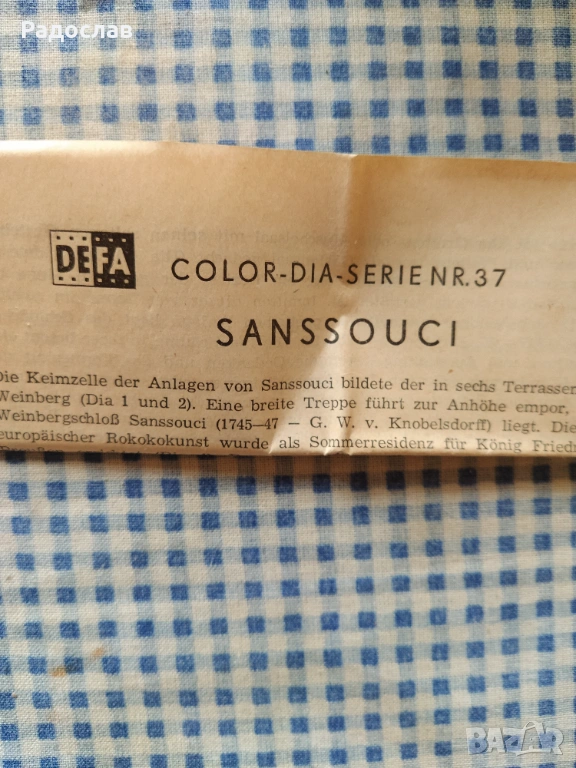 Радослав
DEFA
COLOR-DIA-SERIE NR. 37
SANSSOUCI
Die Keimzelle der Anlagen von Sanssouci bildete der in sechs Terrassen
Weinberg (Dia 1 und 2). Eine breite Treppe führt zur Anhöhe empor,
Weinbergschloß Sanssouci (1745–47 – G. W. v. Knobelsdorff) liegt. Die
europäischer Rokokokunst wurde als Sommerresidenz für König Friedr
BAZAR